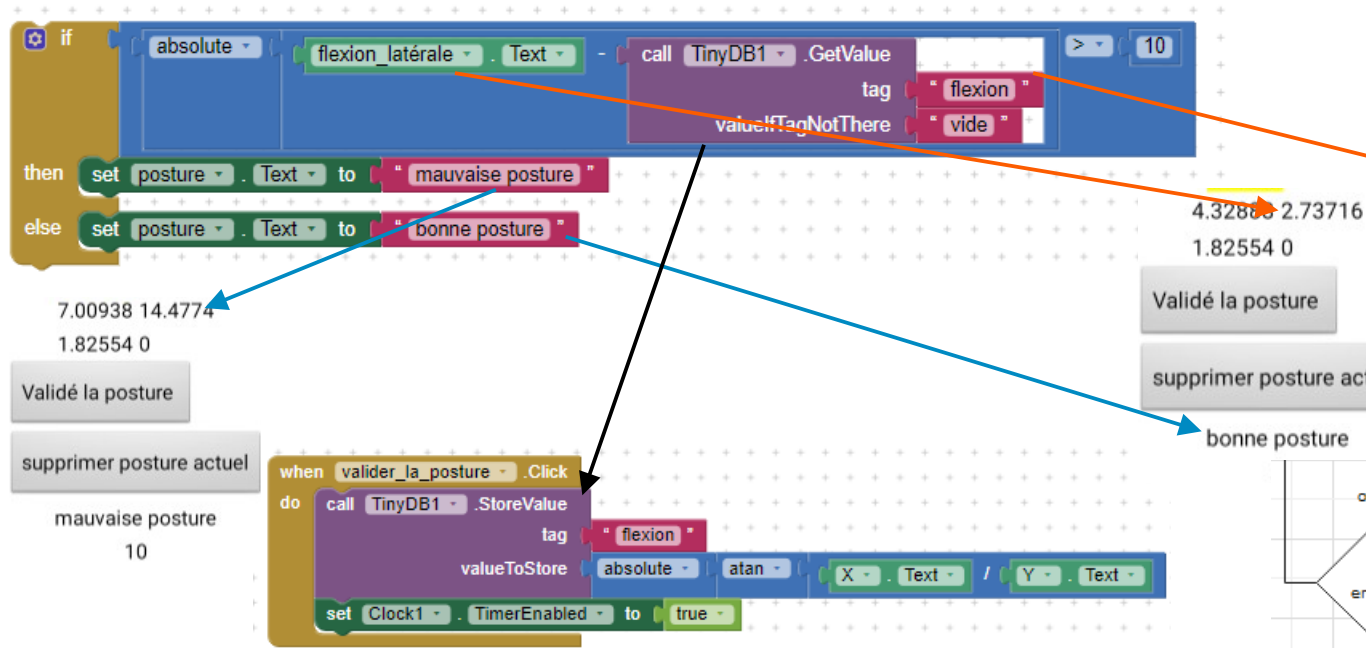 if absolute flexion_latérale . Text - call TinyDB1 .GetValue > 10
tag " flexion "
valueIfTagNotThere " vide "
then set posture . Text to " mauvaise posture "
else set posture . Text to " bonne posture "
4.32883 2.73716
1.82554 0
Validé la posture
supprimer posture act
bonne posture
7.00938 14.4774
1.82554 0
Validé la posture
supprimer posture actuel
mauvaise posture
10
when valider_la_posture .Click
do call TinyDB1 .StoreValue
tag " flexion "
valueToStore absolute atan X . Text / Y . Text
set Clock1 . TimerEnabled to true